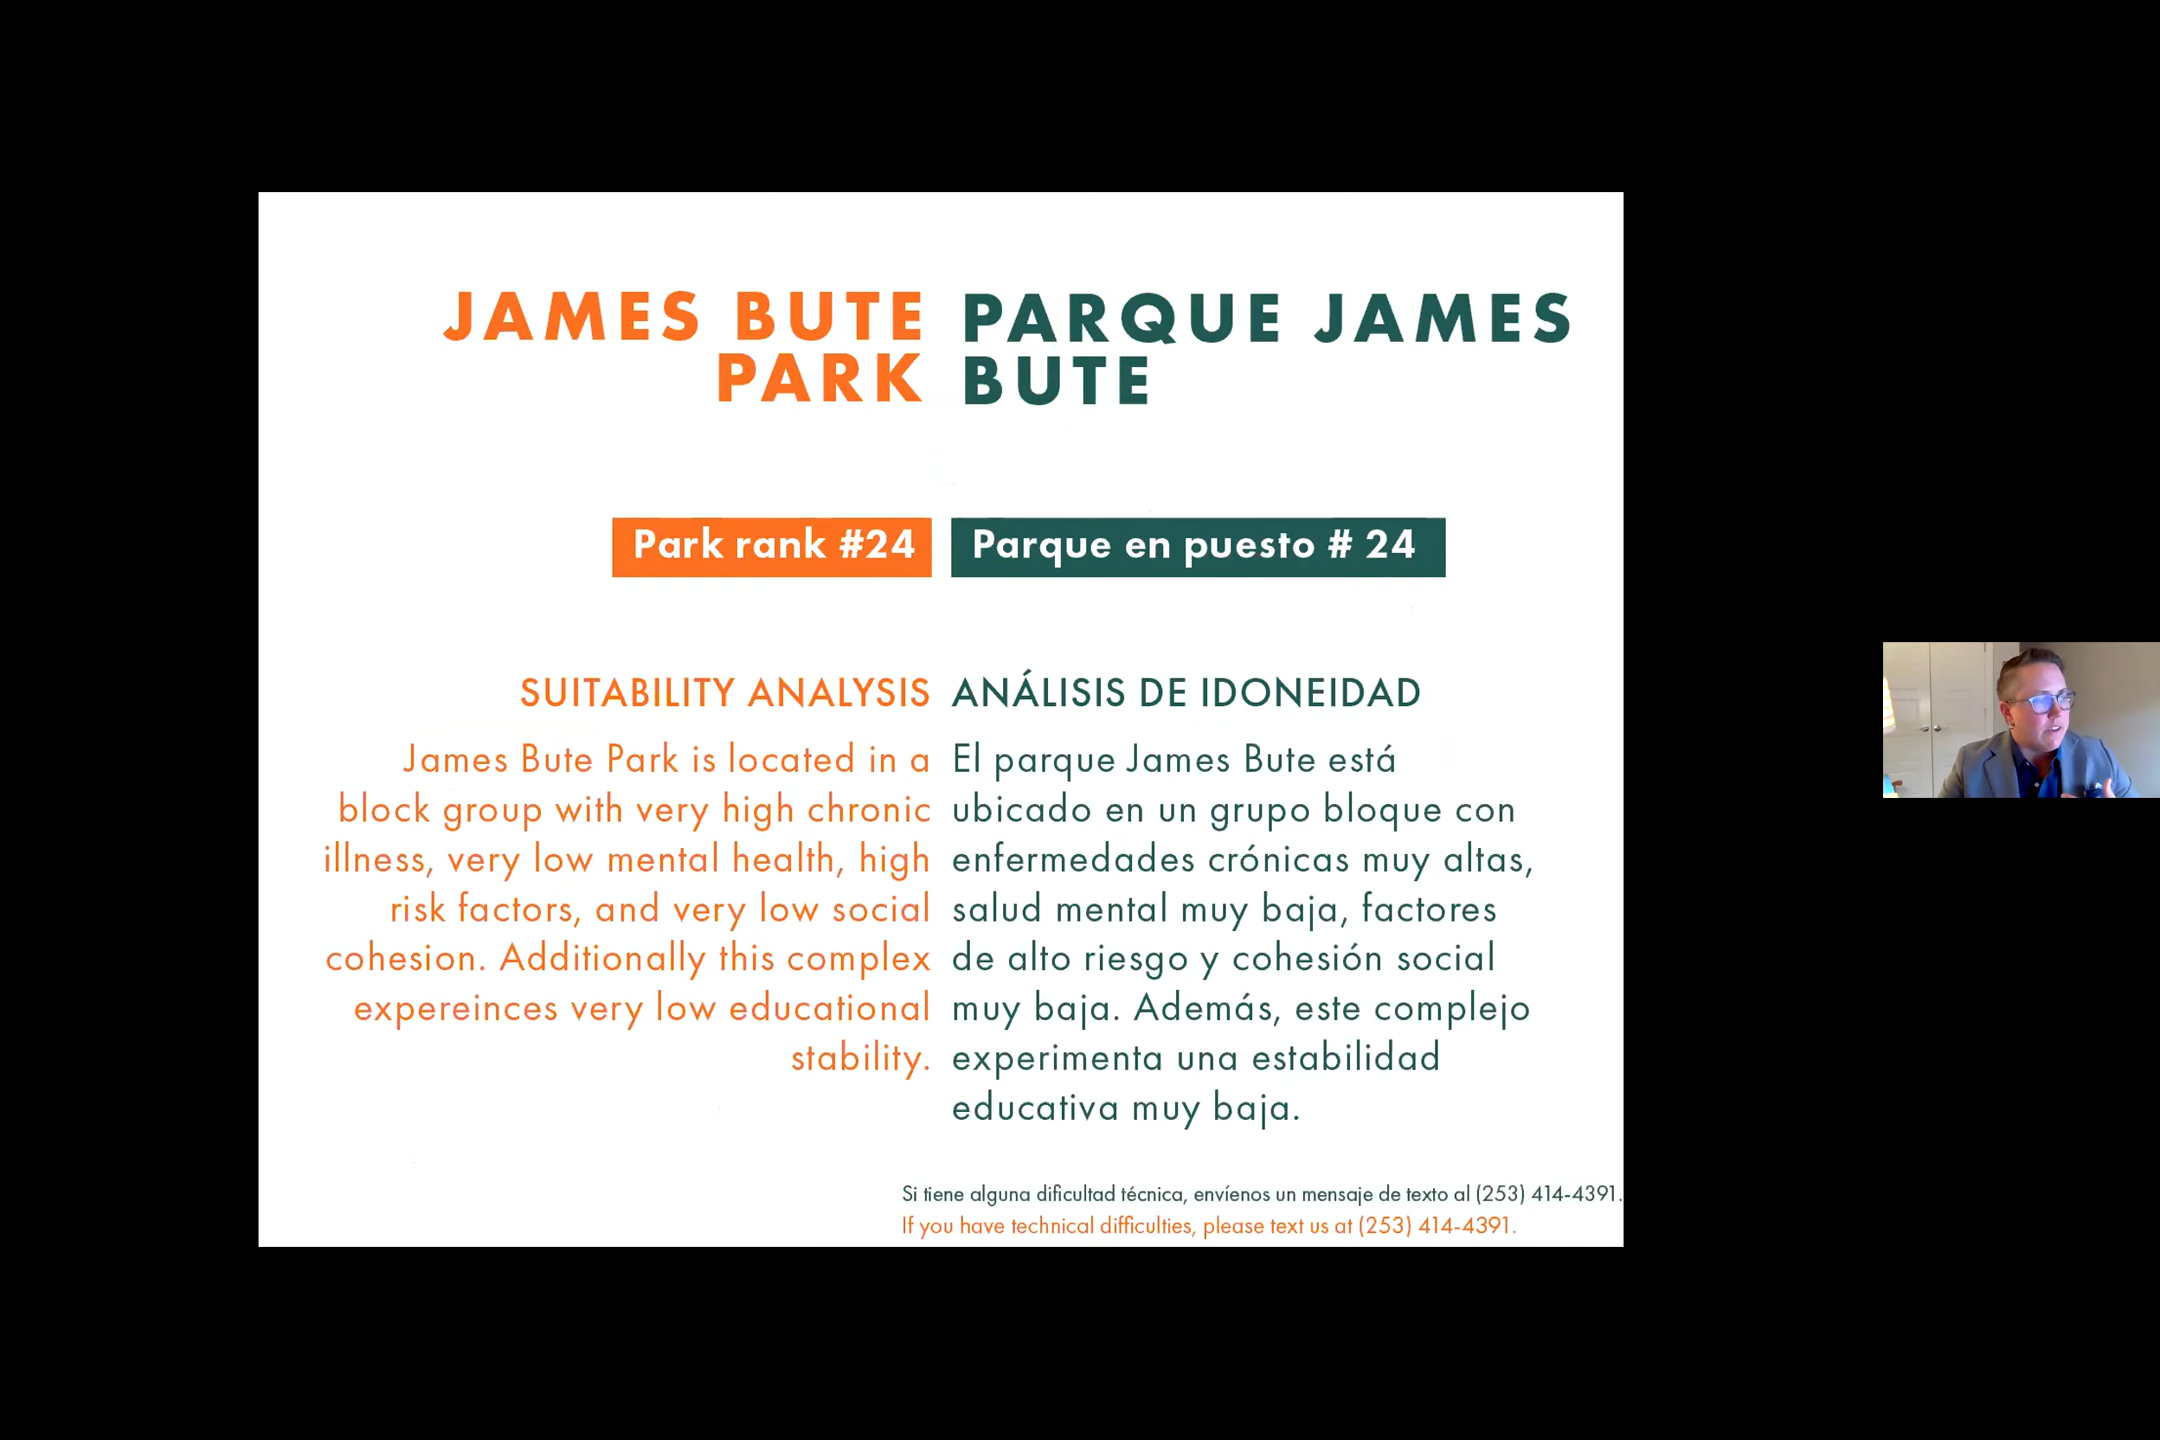 JAMES BUTE
PARK
PARQUE JAMES
BUTE
Park rank #24
Parque en puesto # 24
SUITABILITY ANALYSIS
James Bute Park is located in a
block group with very high chronic
illness, very low mental health, high
risk factors, and very low social
cohesion. Additionally this complex
expereinces very low educational
stability.
ANÁLISIS DE IDONEIDAD
El parque James Bute está
ubicado en un grupo bloque con
enfermedades crónicas muy altas,
salud mental muy baja, factores
de alto riesgo y cohesión social
muy baja. Además, este complejo
experimenta una estabilidad
educativa muy baja.
Si tiene alguna dificultad técnica, envíenos un mensaje de texto al (253) 414-4391.
If you have technical difficulties, please text us at (253) 414-4391.